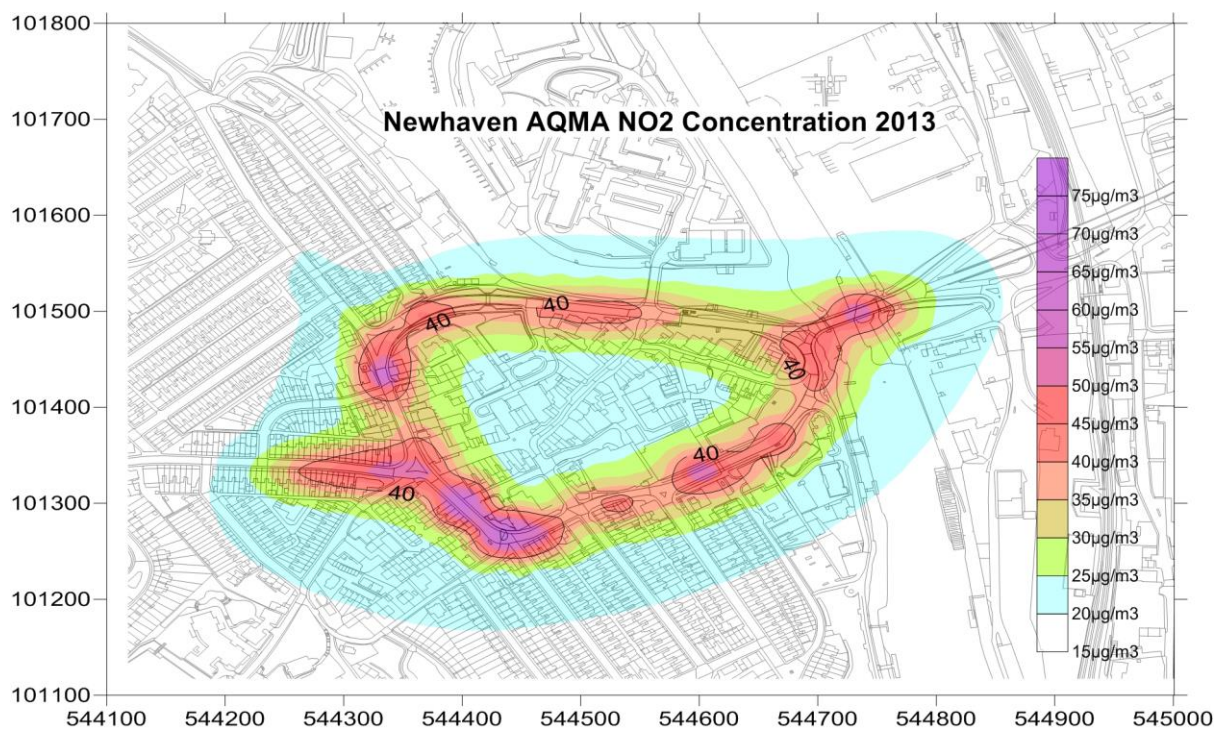 101800
101700
101600
101500
101400
101300
101200
101100
544100 544200 544300 544400 544500 544600 544700 544800 544900 545000
Newhaven AQMA NO2 Concentration 2013
75µg/m3
70µg/m3
65µg/m3
60µg/m3
55µg/m3
50µg/m3
45µg/m3
40µg/m3
35µg/m3
30µg/m3
25µg/m3
20µg/m3
15µg/m3
40
40
40
40
40